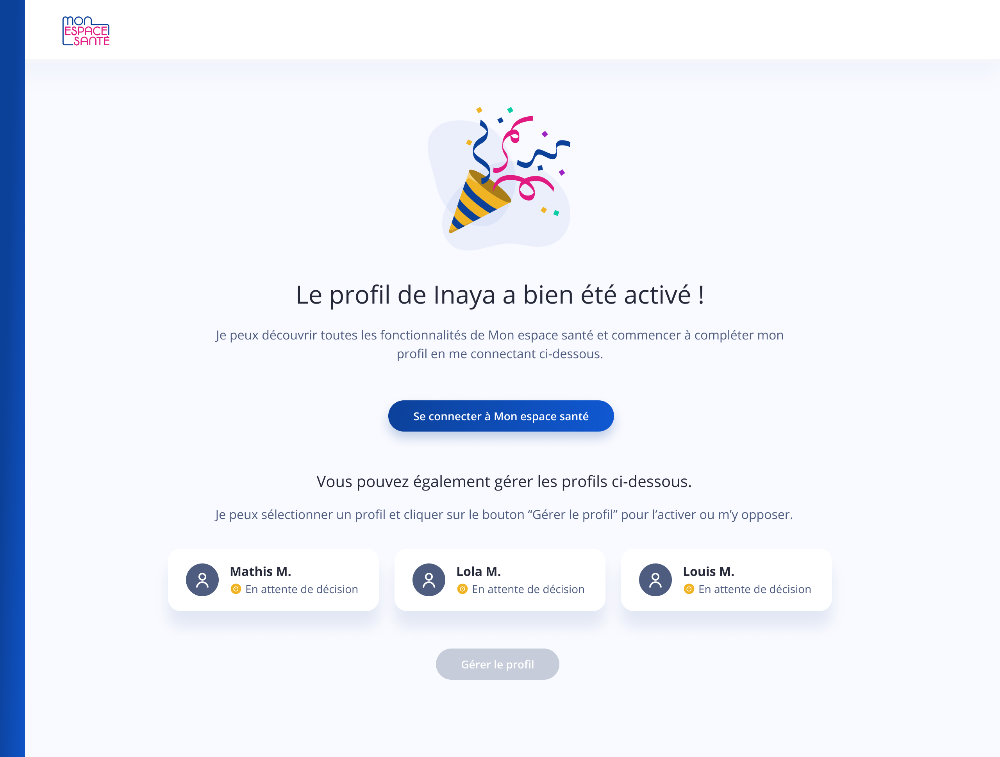 mon
ESPACE
SANTÉ
Le profil de Inaya a bien été activé !
Je peux découvrir toutes les fonctionnalités de Mon espace santé et commencer à compléter mon
profil en me connectant ci-dessous.
Se connecter à Mon espace santé
Vous pouvez également gérer les profils ci-dessous.
Je peux sélectionner un profil et cliquer sur le bouton “Gérer le profil” pour l’activer ou m’y opposer.
Mathis M.
En attente de décision
Lola M.
En attente de décision
Louis M.
En attente de décision
Gérer le profil